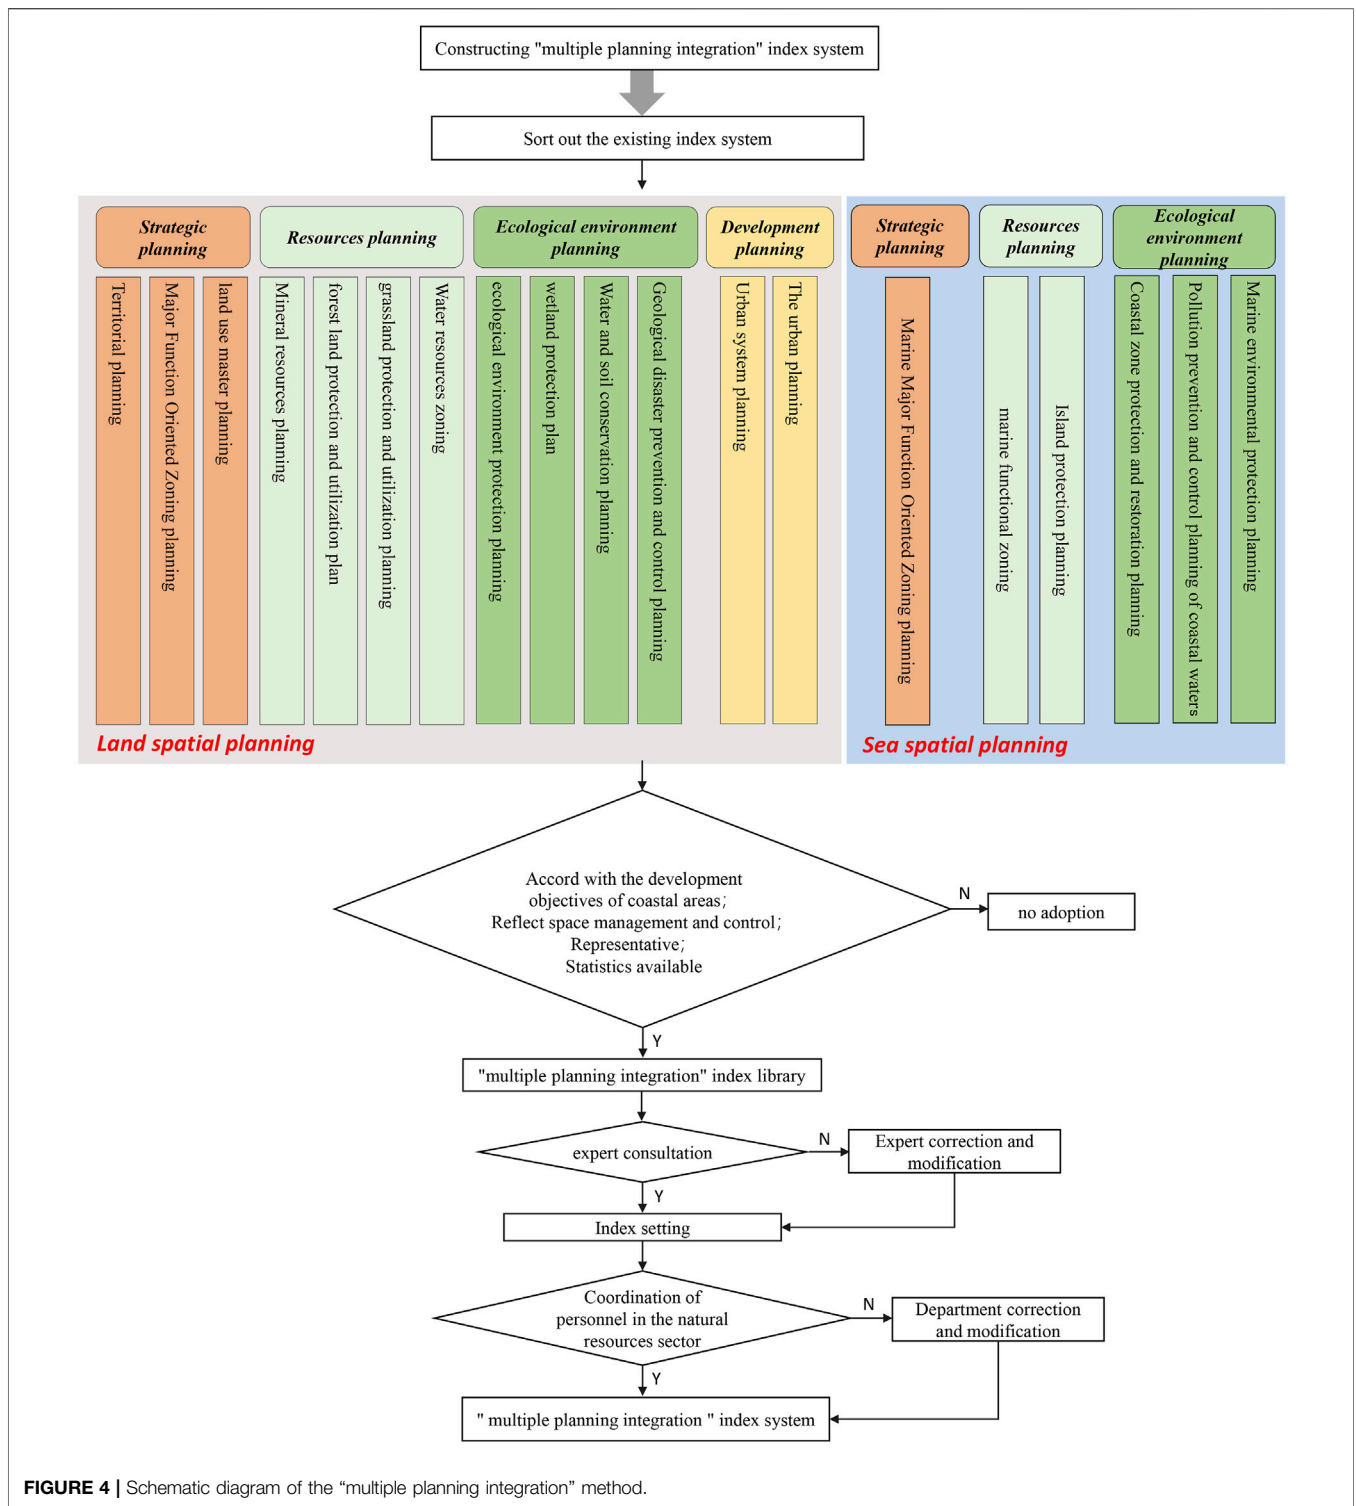 Constructing "multiple planning integration" index system
Sort out the existing index system
Strategic
planning
Resources planning
Ecological environment
planning
Development
planning
Strategic
planning
Resources
planning
Ecological
environment
planning
Territorial planning
Major Function Oriented Zoning planning
land use master planning
Mineral resources planning
forest land protection and utilization plan
grassland protection and utilization planning
Water resources zoning
ecological environment protection planning
wetland protection plan
Water and soil conservation planning
Geological disaster prevention and control planning
Urban system planning
The urban planning
Marine Major Function Oriented Zoning planning
marine functional zoning
Island protection planning
Coastal zone protection and restoration planning
Pollution prevention and control planning of coastal waters
Marine environmental protection planning
Land spatial planning
Sea spatial planning
Accord with the development
objectives of coastal areas;
Reflect space management and control;
Representative;
Statistics available
N
no adoption
Y
"multiple planning integration" index library
expert consultation
N
Expert correction and
modification
Y
Index setting
Coordination of
personnel in the natural
resources sector
N
Department correction
and modification
Y
" multiple planning integration " index system
FIGURE 4 | Schematic diagram of the “multiple planning integration” method.